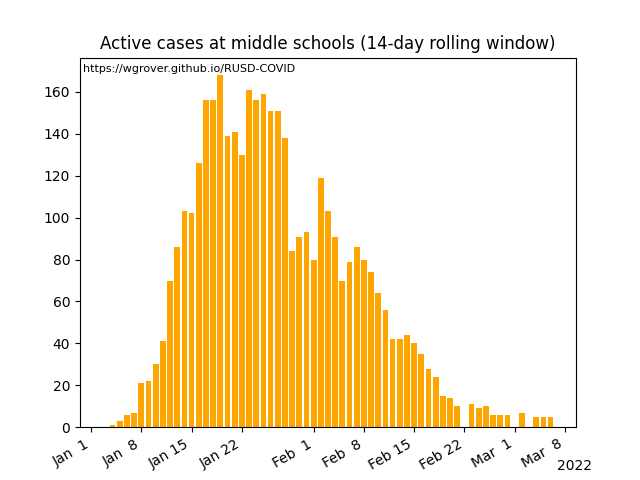 Active cases at middle schools (14-day rolling window)
https://wgrover.github.io/RUSD-COVID
160
140
120
100
80
60
40
20
0
Jan 1
Jan 8
Jan 15
Jan 22
Feb 1
Feb 8
Feb 15
Feb 22
Mar 1
Mar 8
2022